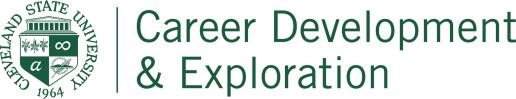 CLEVELAND STATE UNIVERSITY
∞
a
1964
Career Development
& Exploration